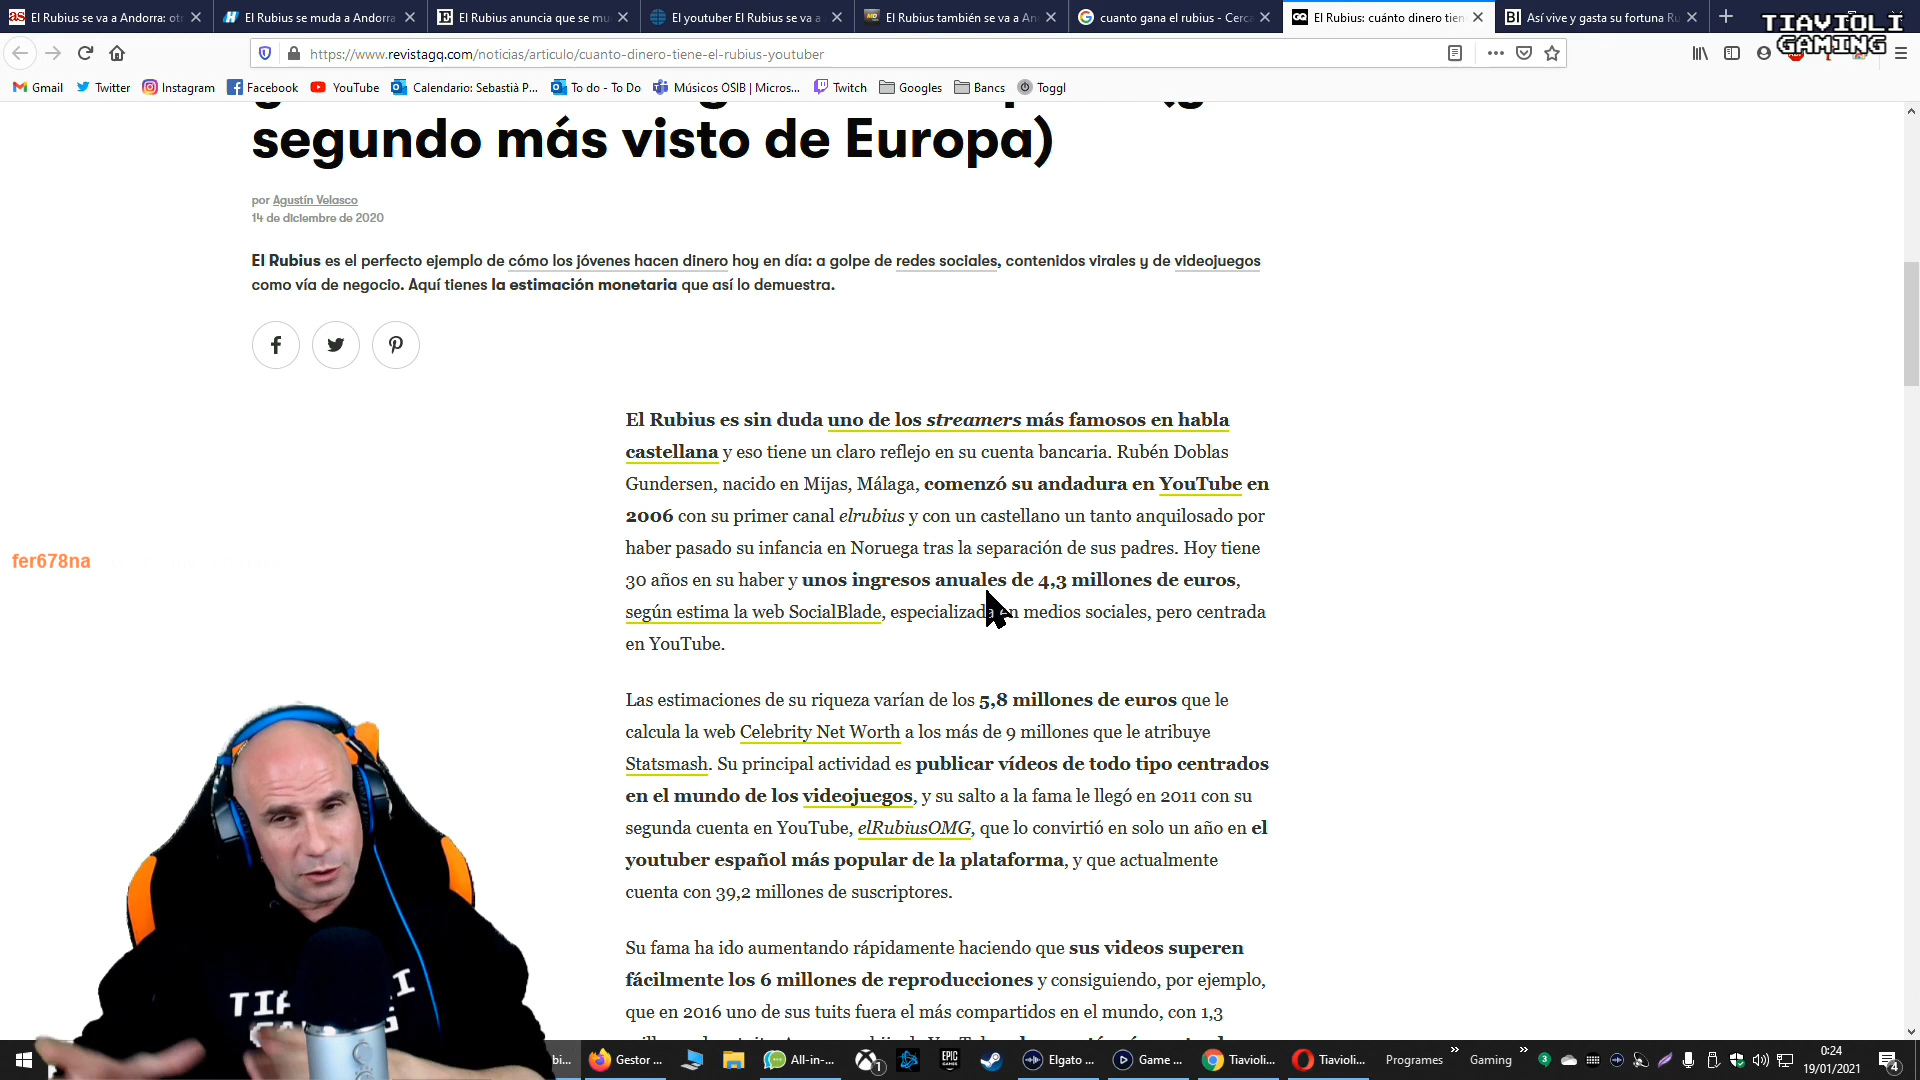 El Rubius se va a Andorra: otr
El Rubius se muda a Andorra
El Rubius anuncia que se mu
El youtuber El Rubius se va a
El Rubius también se va a An
cuanto gana el rubius - Cerca
El Rubius: cuánto dinero tien
Así vive y gasta su fortuna Ru
TIAVIOLI
GAMING
https://www.revistagq.com/noticias/articulo/cuanto-dinero-tiene-el-rubius-youtuber
Gmail Twitter Instagram Facebook YouTube Calendario: Sebastià P... To do - To Do Músicos OSIB | Micros... Twitch Googles Bancs Toggl
segundo más visto de Europa)
por Agustín Velasco
14 de diciembre de 2020
El Rubius es el perfecto ejemplo de cómo los jóvenes hacen dinero hoy en día: a golpe de redes sociales, contenidos virales y de videojuegos
como vía de negocio. Aquí tienes la estimación monetaria que así lo demuestra.
El Rubius es sin duda uno de los streamers más famosos en habla
castellana y eso tiene un claro reflejo en su cuenta bancaria. Rubén Doblas
Gundersen, nacido en Mijas, Málaga, comenzó su andadura en YouTube en
2006 con su primer canal elrubius y con un castellano un tanto anquilosado por
haber pasado su infancia en Noruega tras la separación de sus padres. Hoy tiene
30 años en su haber y unos ingresos anuales de 4,3 millones de euros,
según estima la web SocialBlade, especializada en medios sociales, pero centrada
en YouTube.
fer678na
Las estimaciones de su riqueza varían de los 5,8 millones de euros que le
calcula la web Celebrity Net Worth a los más de 9 millones que le atribuye
Statsmash. Su principal actividad es publicar vídeos de todo tipo centrados
en el mundo de los videojuegos, y su salto a la fama le llegó en 2011 con su
segunda cuenta en YouTube, elRubiusOMG, que lo convirtió en solo un año en el
youtuber español más popular de la plataforma, y que actualmente
cuenta con 39,2 millones de suscriptores.
Su fama ha ido aumentando rápidamente haciendo que sus videos superen
fácilmente los 6 millones de reproducciones y consiguiendo, por ejemplo,
que en 2016 uno de sus tuits fuera el más compartidos en el mundo, con 1,3
Gestor ... All-in-... Elgato ... Game ... Tiavioli... Tiavioli... Programes Gaming
0:24
19/01/2021